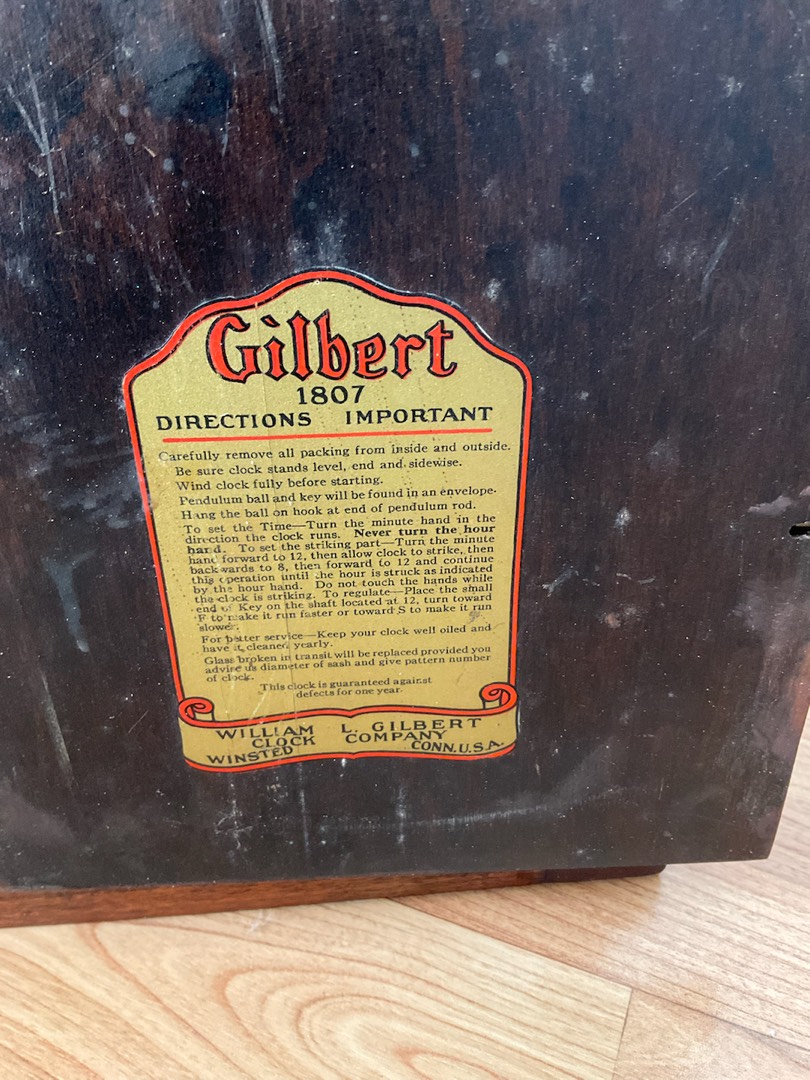 Gilbert
1807
DIRECTIONS IMPORTANT
Carefully remove all packing from inside and outside.
Be sure clock stands level, end and sidewise.
Wind clock fully before starting.
Pendulum ball and key will be found in an envelope.
Hang the ball on hook at end of pendulum rod.
To set the Time—Turn the minute hand in the
direction the clock runs. Never turn the hour
hand. To set the striking part—Turn the minute
hand forward to 12, then allow clock to strike, then
backwards to 8, then forward to 12 and continue
this operation until the hour is struck as indicated
by the hour hand. Do not touch the hands while
the clock is striking. To regulate—Place the small
end of Key on the shaft located at 12, turn toward
F to make it run faster or toward S to make it run
slower.
For better service—Keep your clock well oiled and
have it cleaned yearly.
Glass broken in transit will be replaced provided you
advise us diameter of sash and give pattern number
of clock.
This clock is guaranteed against
defects for one year.
WILLIAM L. GILBERT
CLOCK COMPANY
WINSTED CONN. U.S.A.